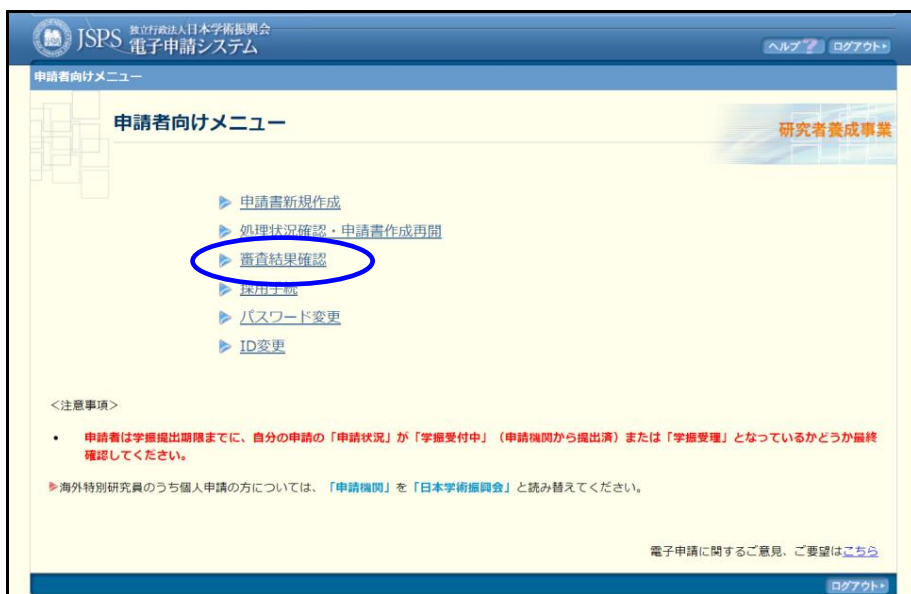 JSPS 独立行政法人日本学術振興会
電子申請システム
ヘルプ ? ログアウト
申請者向けメニュー
申請者向けメニュー
研究者養成事業
申請書新規作成
処理状況確認・申請書作成再開
審査結果確認
採用手続
パスワード変更
ID変更
<注意事項>
• 申請者は学振提出期限までに、自分の申請の「申請状況」が「学振受付中」（申請機関から提出済）または「学振受理」となっているかどうか最終
確認してください。
海外特別研究員のうち個人申請の方については、「申請機関」を「日本学術振興会」と読み替えてください。
電子申請に関するご意見、ご要望はこちら
ログアウト